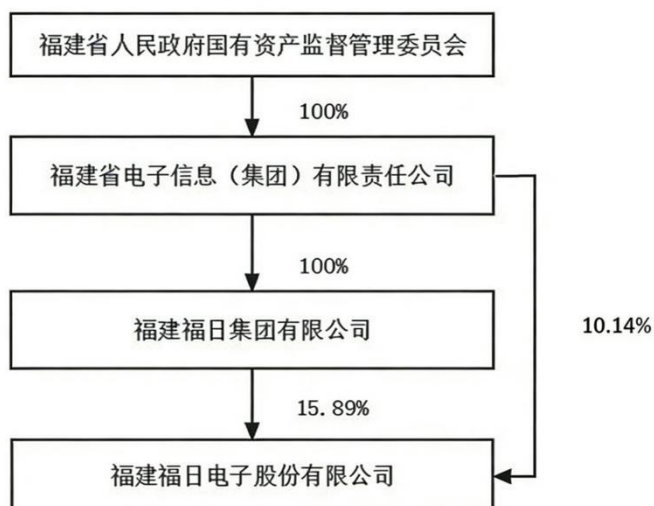 福建省人民政府国有资产监督管理委员会
100%
福建省电子信息（集团）有限责任公司
100%
福建福日集团有限公司
10.14%
15.89%
福建福日电子股份有限公司